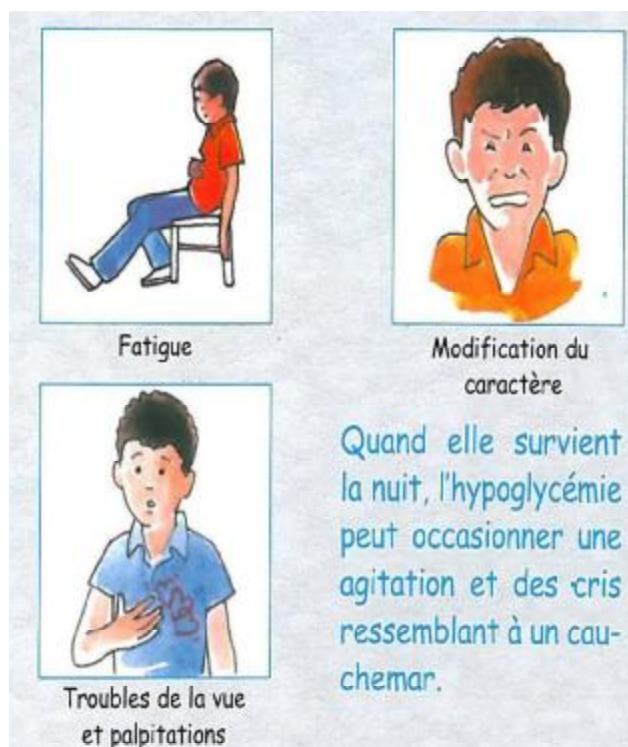 Fatigue
Modification du
caractère
Troubles de la vue
et palpitations
Quand elle survient
la nuit, l'hypoglycémie
peut occasionner une
agitation et des cris
ressemblant à un cau-
chemar.